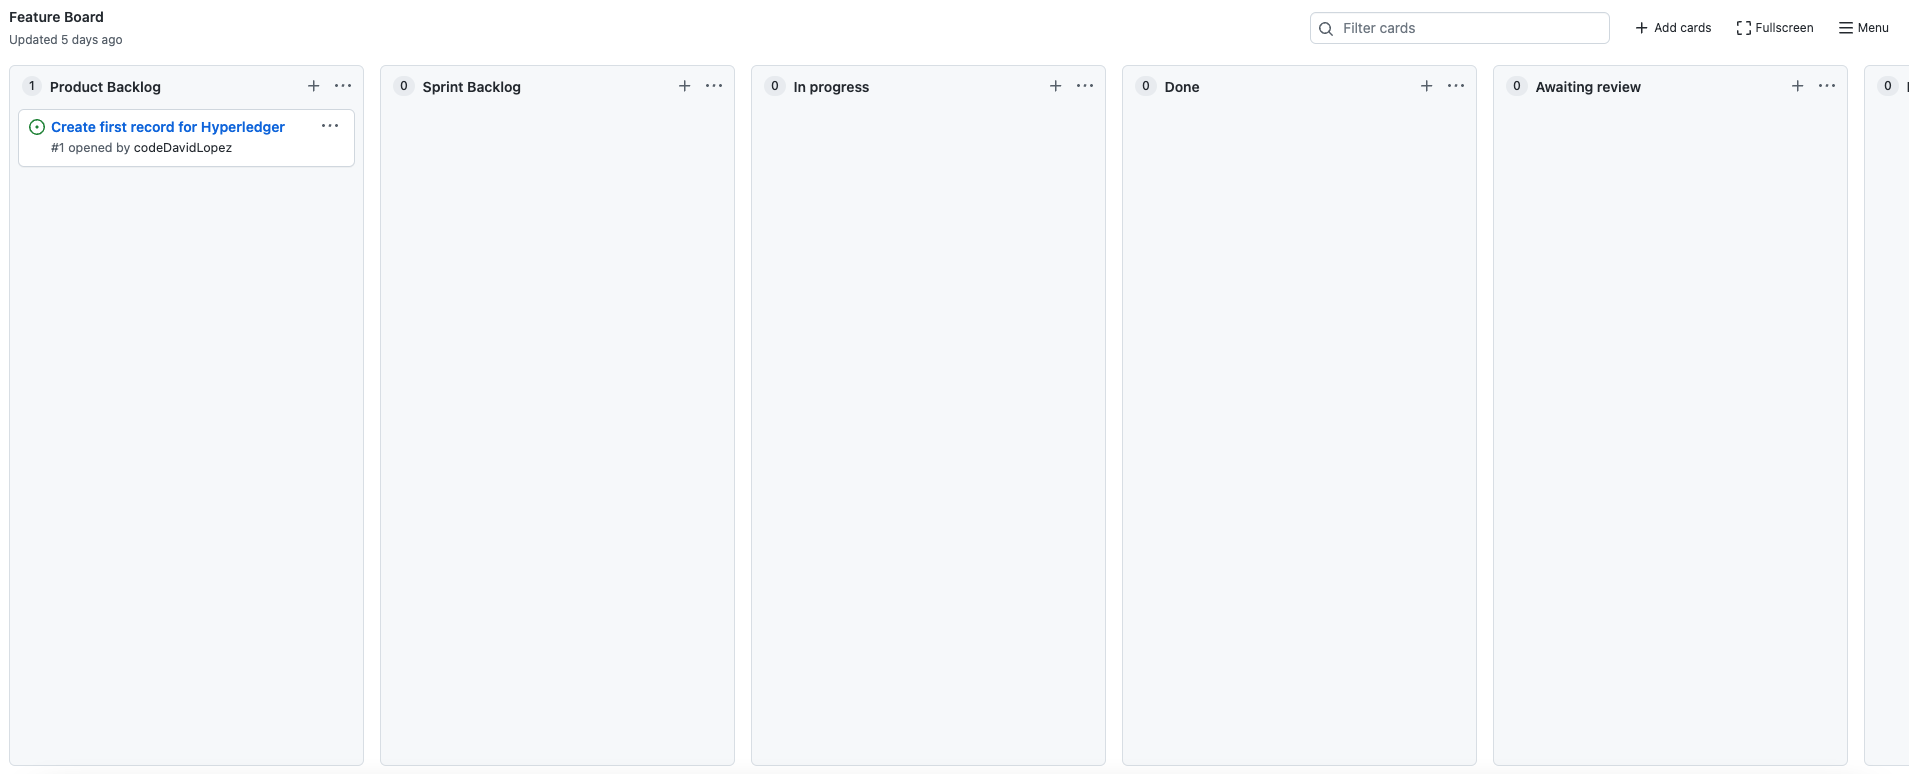 Feature Board
Updated 5 days ago
Filter cards
Add cards
Fullscreen
Menu
1 Product Backlog
Create first record for Hyperledger
#1 opened by codeDavidLopez
0 Sprint Backlog
0 In progress
0 Done
0 Awaiting review
0